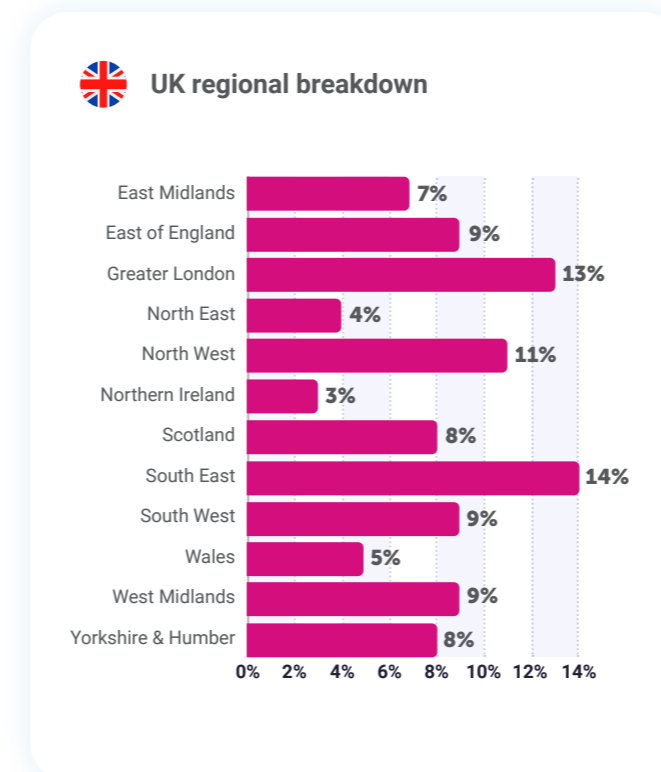 UK regional breakdown
East Midlands 7%
East of England 9%
Greater London 13%
North East 4%
North West 11%
Northern Ireland 3%
Scotland 8%
South East 14%
South West 9%
Wales 5%
West Midlands 9%
Yorkshire & Humber 8%
0% 2% 4% 6% 8% 10% 12% 14%